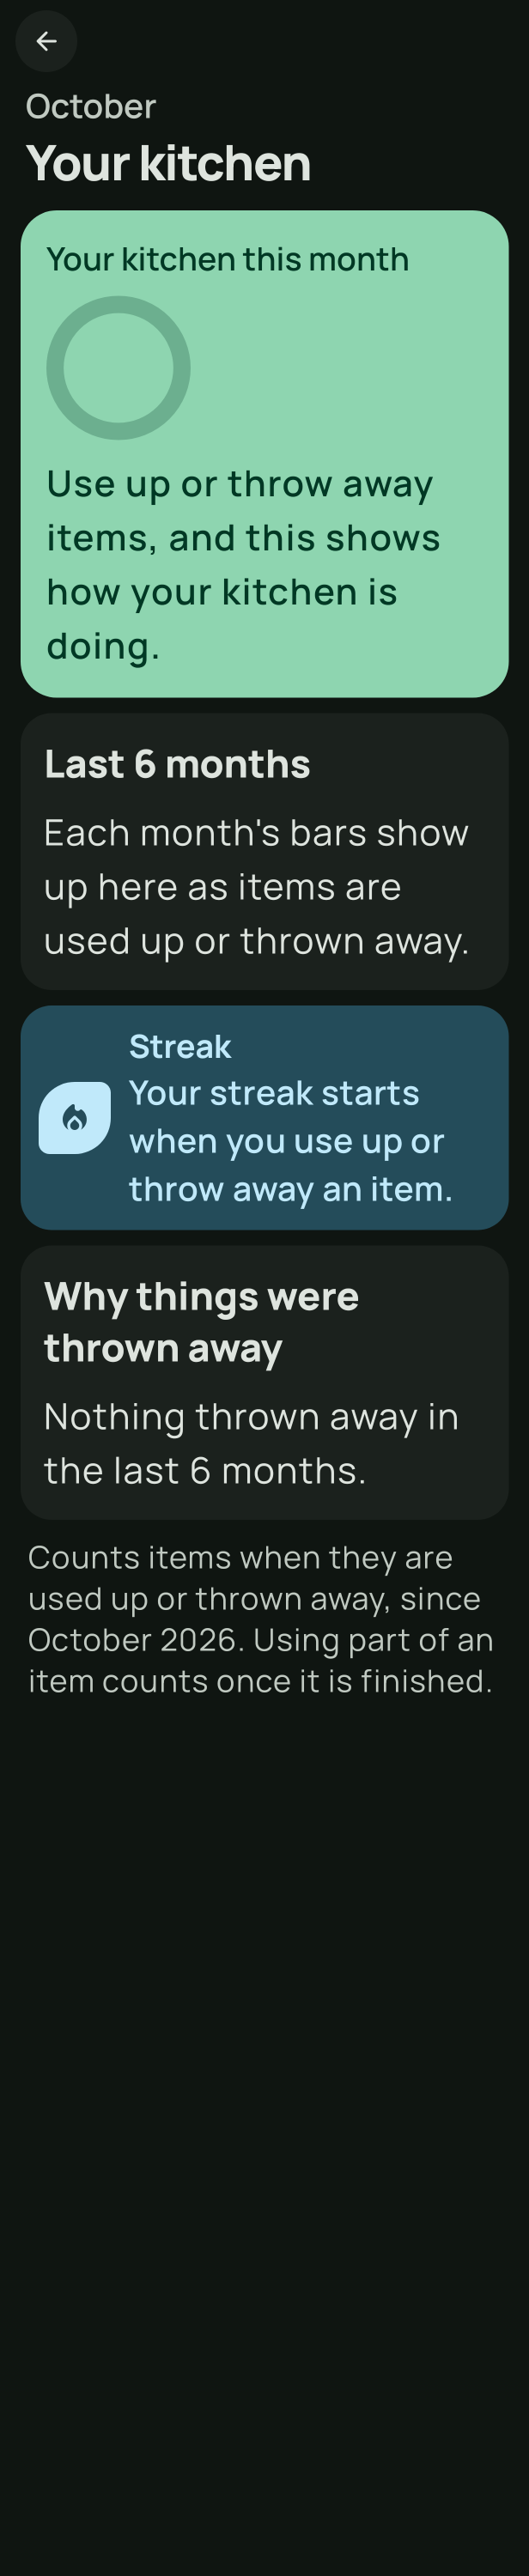 October
Your kitchen
Your kitchen this month
Use up or throw away
items, and this shows
how your kitchen is
doing.
Last 6 months
Each month's bars show
up here as items are
used up or thrown away.
Streak
Your streak starts
when you use up or
throw away an item.
Why things were
thrown away
Nothing thrown away in
the last 6 months.
Counts items when they are
used up or thrown away, since
October 2026. Using part of an
item counts once it is finished.